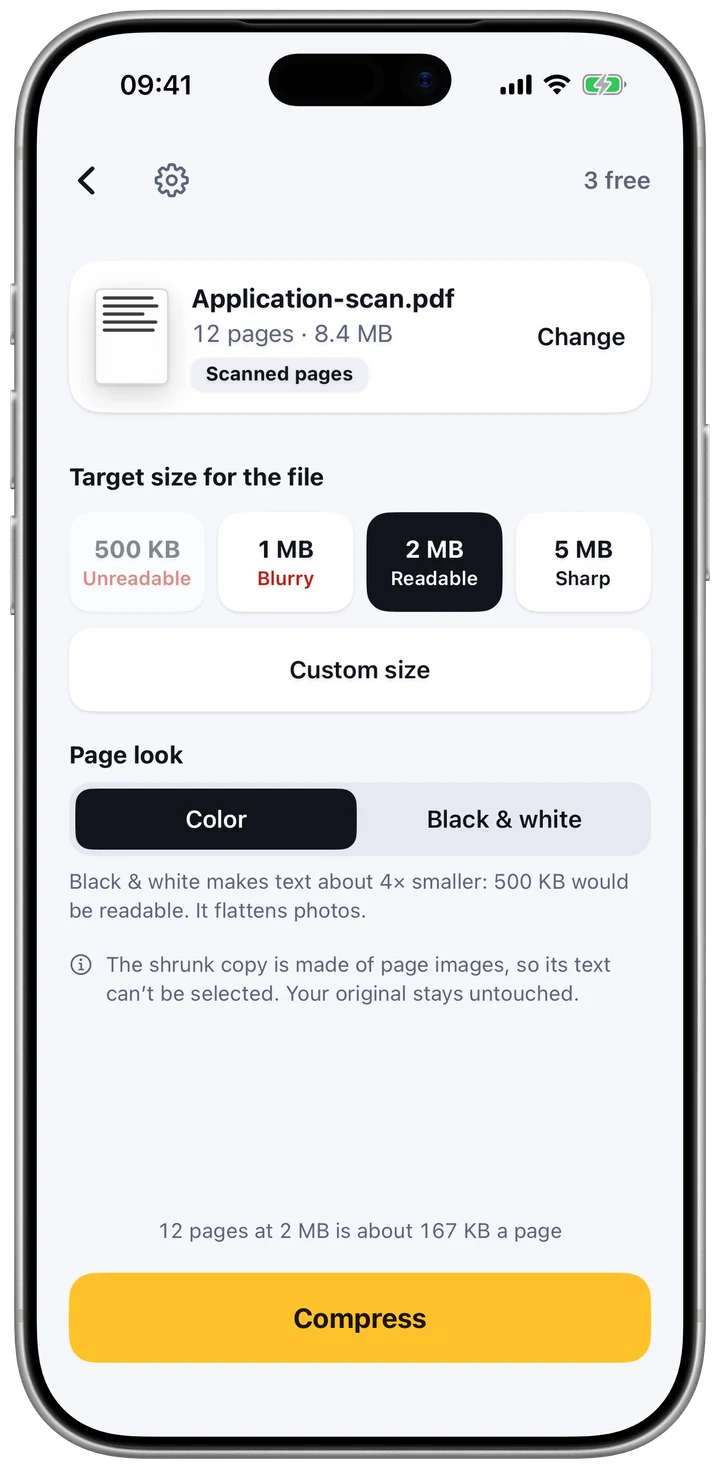 09:41
3 free
Application-scan.pdf
12 pages · 8.4 MB
Scanned pages
Change
Target size for the file
500 KB
Unreadable
1 MB
Blurry
2 MB
Readable
5 MB
Sharp
Custom size
Page look
Color
Black & white
Black & white makes text about 4× smaller: 500 KB would
be readable. It flattens photos.
The shrunk copy is made of page images, so its text
can’t be selected. Your original stays untouched.
12 pages at 2 MB is about 167 KB a page
Compress